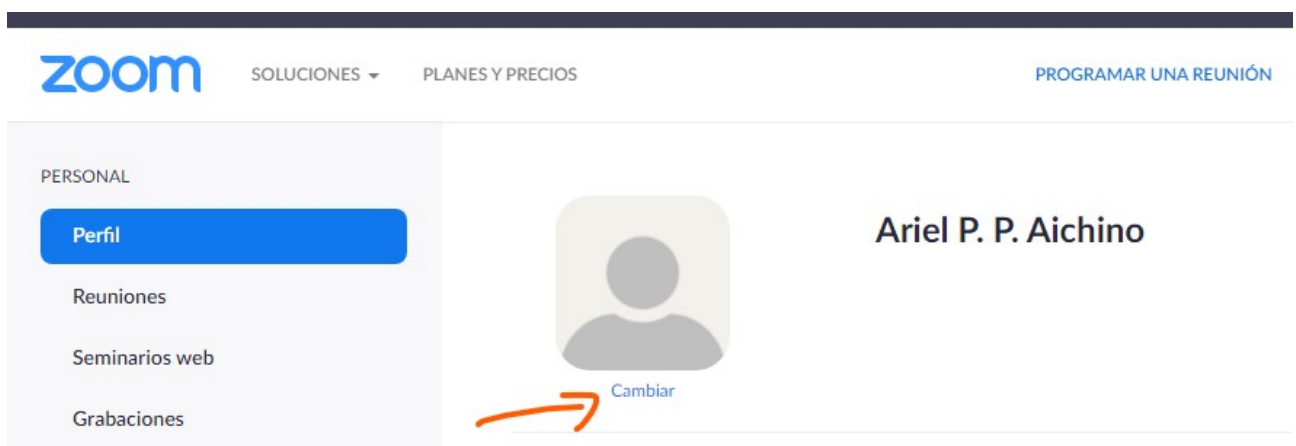 zoom SOLUCIONES PLANES Y PRECIOS PROGRAMAR UNA REUNIÓN
PERSONAL
Perfil
Reuniones
Seminarios web
Grabaciones
Ariel P. P. Aichino
Cambiar